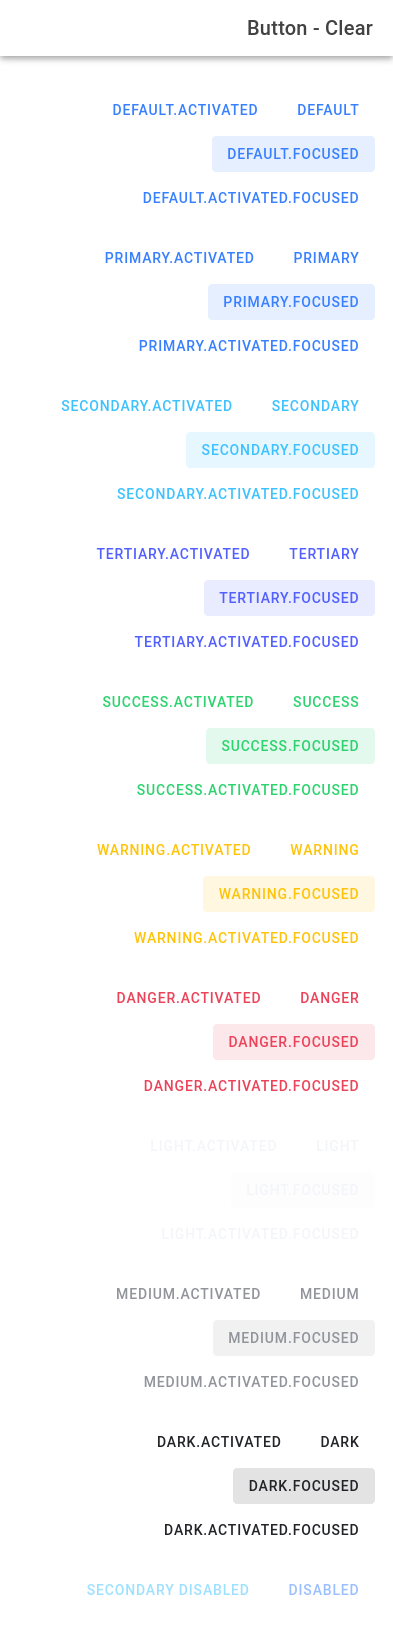 Button - Clear
DEFAULT.ACTIVATED DEFAULT
DEFAULT.FOCUSED
DEFAULT.ACTIVATED.FOCUSED
PRIMARY.ACTIVATED PRIMARY
PRIMARY.FOCUSED
PRIMARY.ACTIVATED.FOCUSED
SECONDARY.ACTIVATED SECONDARY
SECONDARY.FOCUSED
SECONDARY.ACTIVATED.FOCUSED
TERTIARY.ACTIVATED TERTIARY
TERTIARY.FOCUSED
TERTIARY.ACTIVATED.FOCUSED
SUCCESS.ACTIVATED SUCCESS
SUCCESS.FOCUSED
SUCCESS.ACTIVATED.FOCUSED
WARNING.ACTIVATED WARNING
WARNING.FOCUSED
WARNING.ACTIVATED.FOCUSED
DANGER.ACTIVATED DANGER
DANGER.FOCUSED
DANGER.ACTIVATED.FOCUSED
LIGHT.ACTIVATED LIGHT
LIGHT.FOCUSED
LIGHT.ACTIVATED.FOCUSED
MEDIUM.ACTIVATED MEDIUM
MEDIUM.FOCUSED
MEDIUM.ACTIVATED.FOCUSED
DARK.ACTIVATED DARK
DARK.FOCUSED
DARK.ACTIVATED.FOCUSED
SECONDARY DISABLED DISABLED